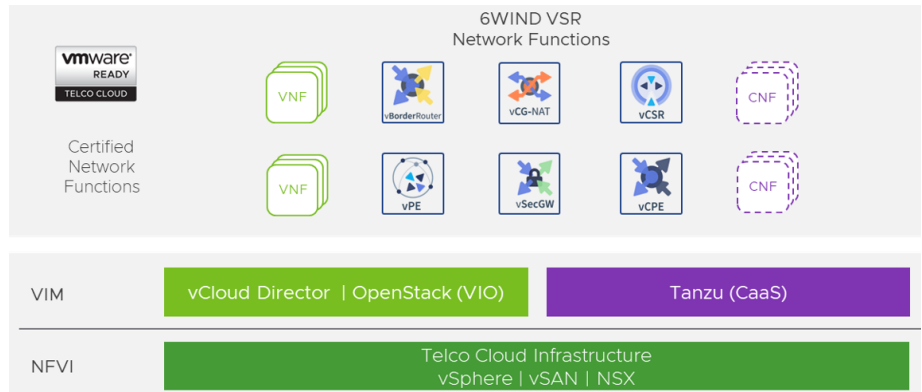 6WIND VSR
Network Functions
vmware®
READY
TELCO CLOUD
Certified
Network
Functions
VNF
vBorderRouter
vCG-NAT
vCSR
CNF
VNF
vPE
vSecGW
vCPE
CNF
VIM
vCloud Director | OpenStack (VIO)
Tanzu (CaaS)
NFVI
Telco Cloud Infrastructure
vSphere | vSAN | NSX